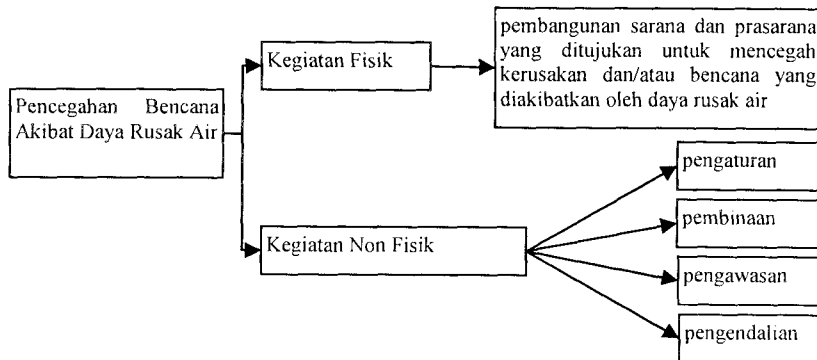 Pencegahan Bencana
Akibat Daya Rusak Air
Kegiatan Fisik
pembangunan sarana dan prasarana
yang ditujukan untuk mencegah
kerusakan dan/atau bencana yang
diakibatkan oleh daya rusak air
Kegiatan Non Fisik
pengaturan
pembinaan
pengawasan
pengendalian